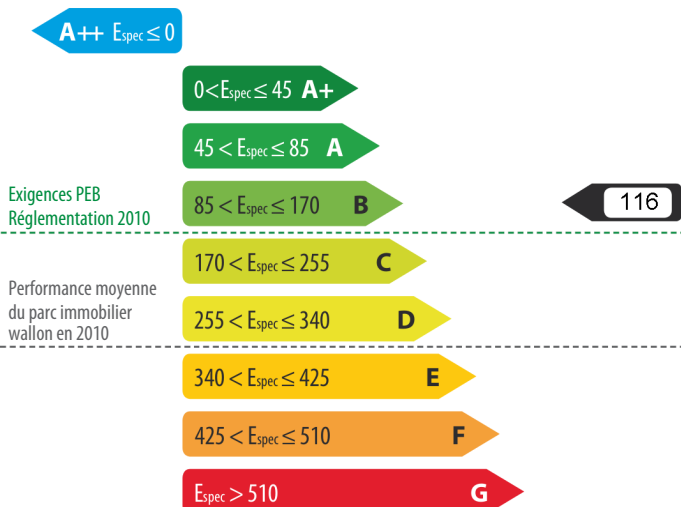 A++ Espec ≤ 0
0 < Espec ≤ 45 A+
45 < Espec ≤ 85 A
Exigences PEB
Réglementation 2010
85 < Espec ≤ 170 B
116
170 < Espec ≤ 255 C
Performance moyenne
du parc immobilier
wallon en 2010
255 < Espec ≤ 340 D
340 < Espec ≤ 425 E
425 < Espec ≤ 510 F
Espec > 510 G